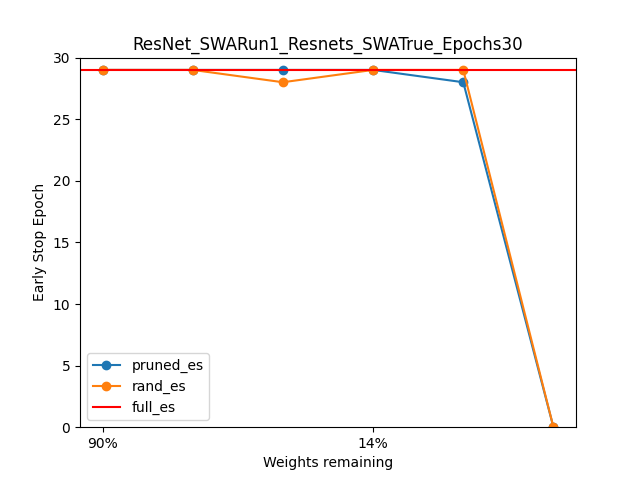 ResNet_SWARun1_Resnets_SWATrue_Epochs30
30
25
20
15
10
5
0
Early Stop Epoch
pruned_es
rand_es
full_es
90%
14%
Weights remaining